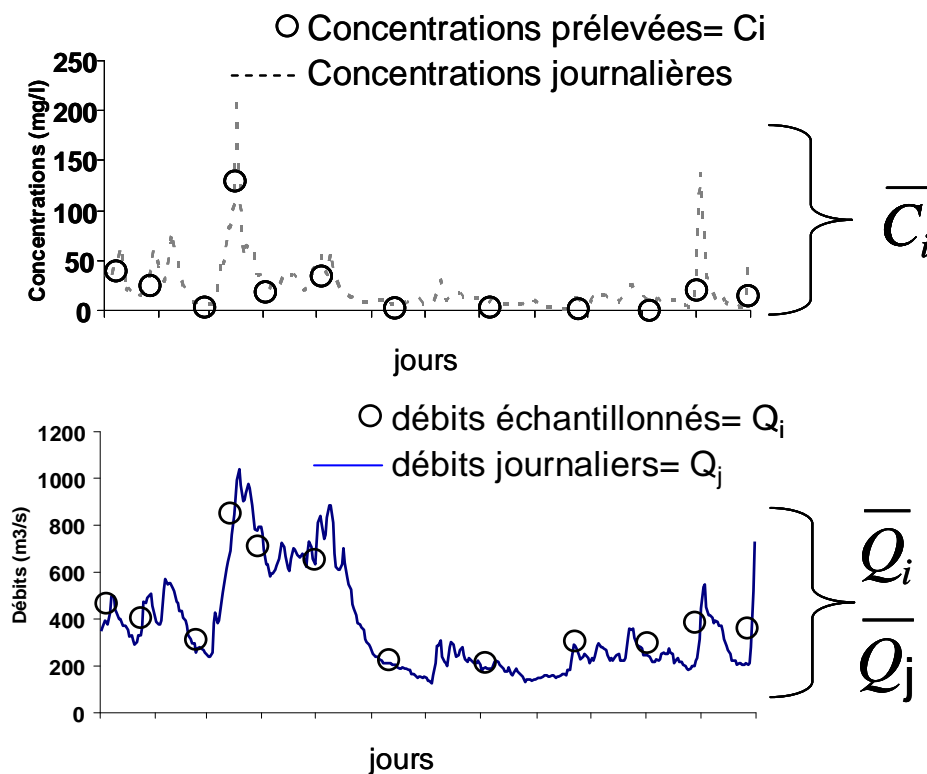 Concentrations prélevées= Ci
Concentrations journalières
Concentrations (mg/l)
250
200
150
100
50
0
jours
C̅i
débits échantillonnés= Qi
débits journaliers= Qj
Débits (m3/s)
1200
1000
800
600
400
200
0
jours
Q̅i
Q̅j